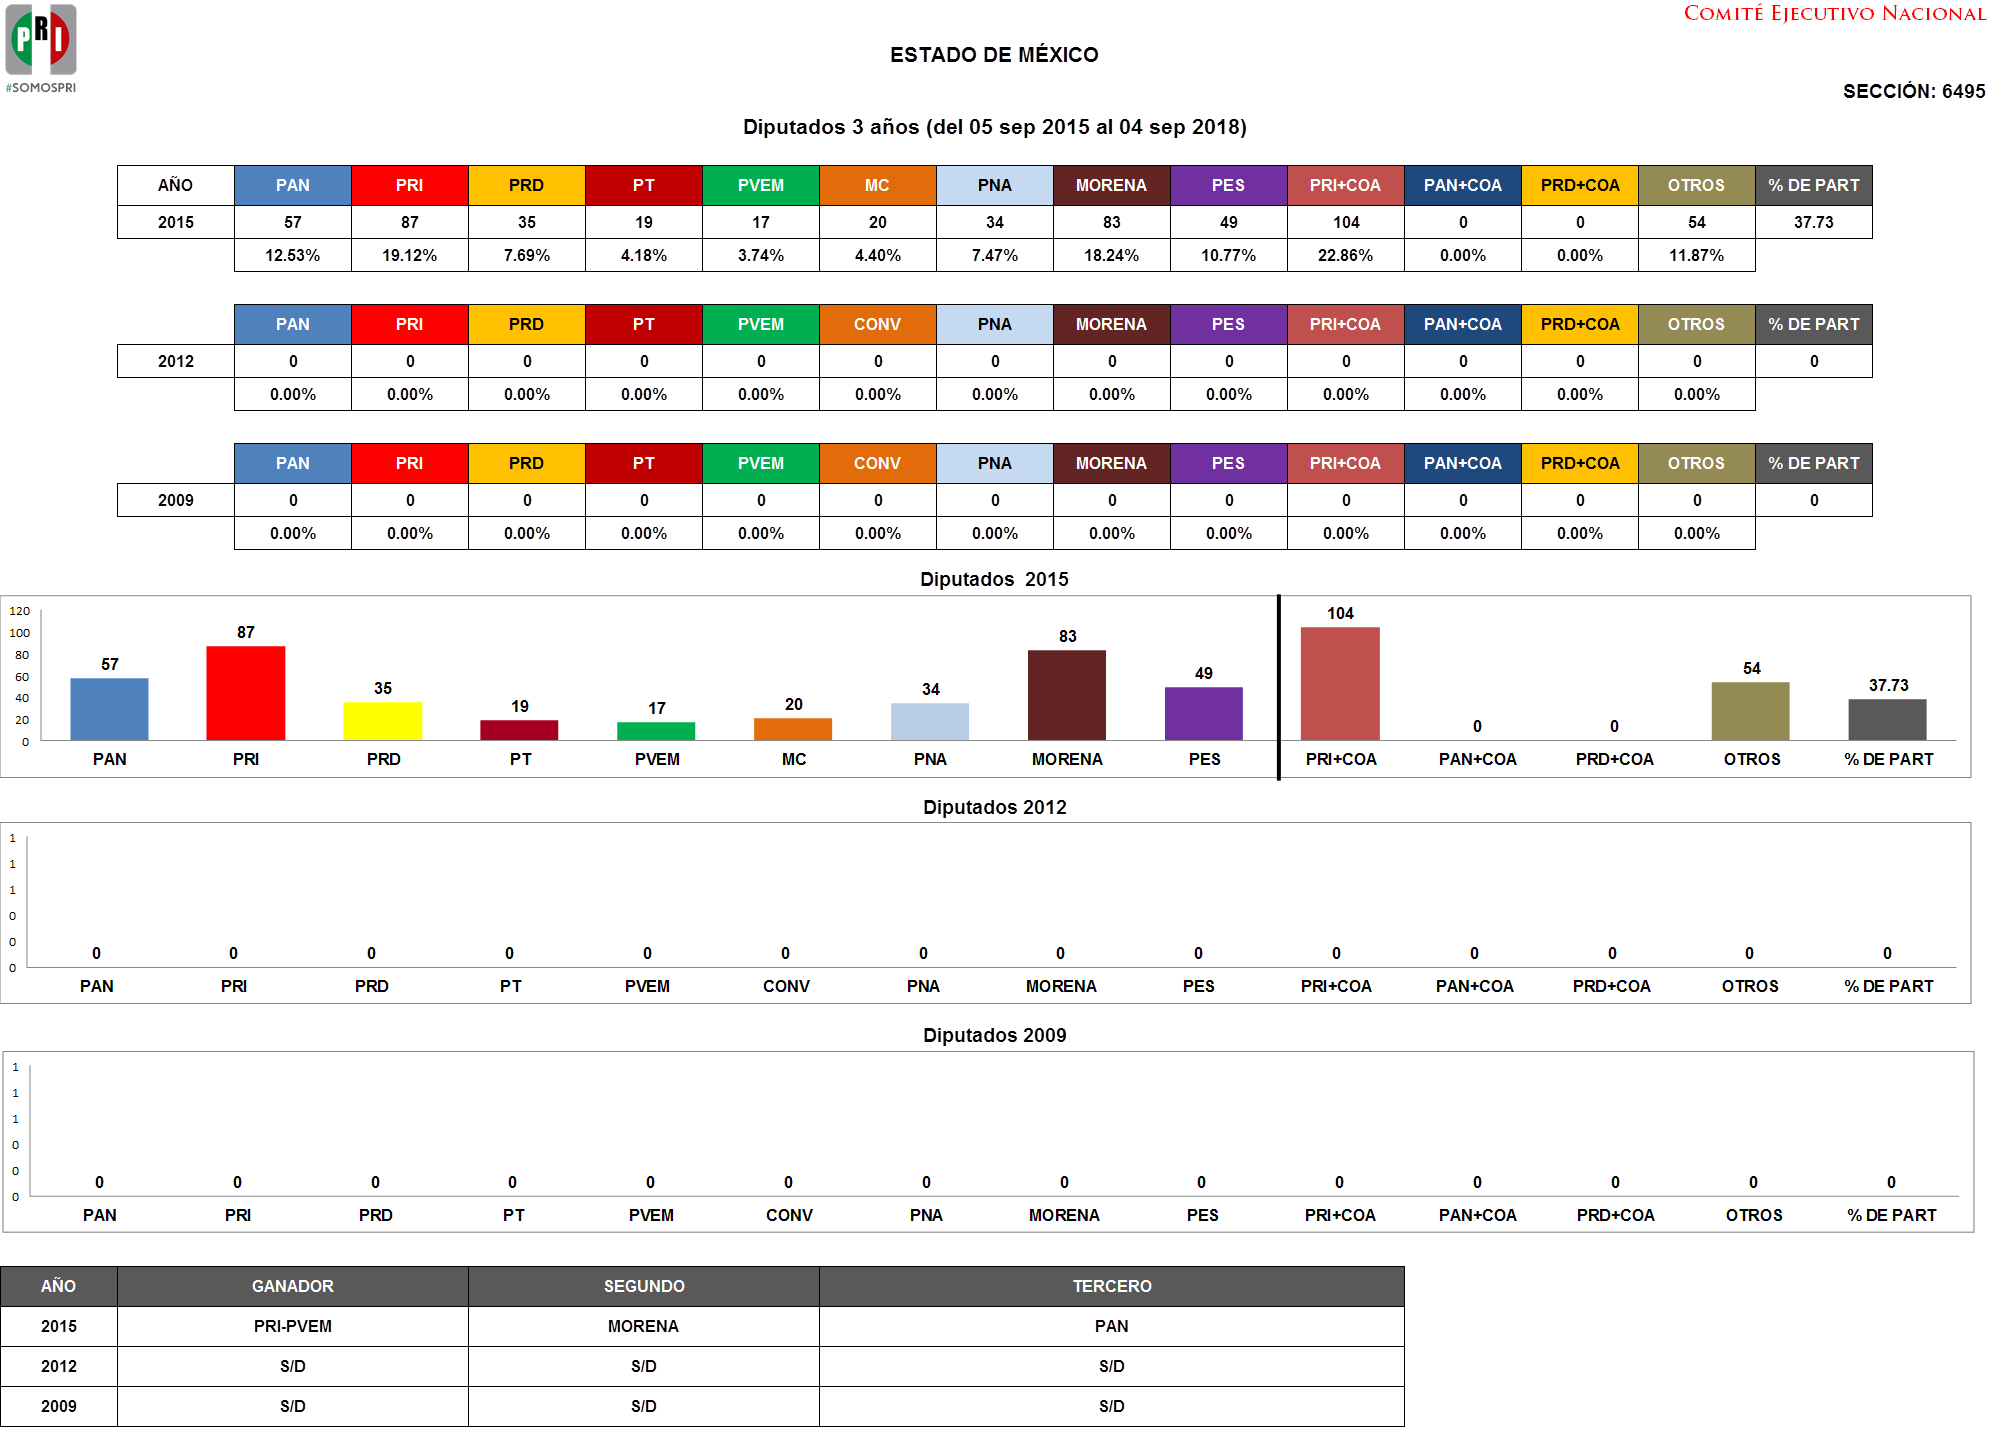 PRI
#SOMOSPRI
COMITÉ EJECUTIVO NACIONAL
ESTADO DE MÉXICO
SECCIÓN: 6495
Diputados 3 años (del 05 sep 2015 al 04 sep 2018)
AÑO PAN PRI PRD PT PVEM MC PNA MORENA PES PRI+COA PAN+COA PRD+COA OTROS % DE PART
2015 57 87 35 19 17 20 34 83 49 104 0 0 54 37.73
12.53% 19.12% 7.69% 4.18% 3.74% 4.40% 7.47% 18.24% 10.77% 22.86% 0.00% 0.00% 11.87%
PAN PRI PRD PT PVEM CONV PNA MORENA PES PRI+COA PAN+COA PRD+COA OTROS % DE PART
2012 0 0 0 0 0 0 0 0 0 0 0 0 0 0
0.00% 0.00% 0.00% 0.00% 0.00% 0.00% 0.00% 0.00% 0.00% 0.00% 0.00% 0.00% 0.00%
PAN PRI PRD PT PVEM CONV PNA MORENA PES PRI+COA PAN+COA PRD+COA OTROS % DE PART
2009 0 0 0 0 0 0 0 0 0 0 0 0 0 0
0.00% 0.00% 0.00% 0.00% 0.00% 0.00% 0.00% 0.00% 0.00% 0.00% 0.00% 0.00% 0.00%
Diputados 2015
120
100
80
60
40
20
0
57 87 35 19 17 20 34 83 49 104 0 0 54 37.73
PAN PRI PRD PT PVEM MC PNA MORENA PES PRI+COA PAN+COA PRD+COA OTROS % DE PART
Diputados 2012
1
1
1
0
0
0
0 0 0 0 0 0 0 0 0 0 0 0 0 0
PAN PRI PRD PT PVEM CONV PNA MORENA PES PRI+COA PAN+COA PRD+COA OTROS % DE PART
Diputados 2009
1
1
1
0
0
0
0 0 0 0 0 0 0 0 0 0 0 0 0 0
PAN PRI PRD PT PVEM CONV PNA MORENA PES PRI+COA PAN+COA PRD+COA OTROS % DE PART
AÑO GANADOR SEGUNDO TERCERO
2015 PRI-PVEM MORENA PAN
2012 S/D S/D S/D
2009 S/D S/D S/D